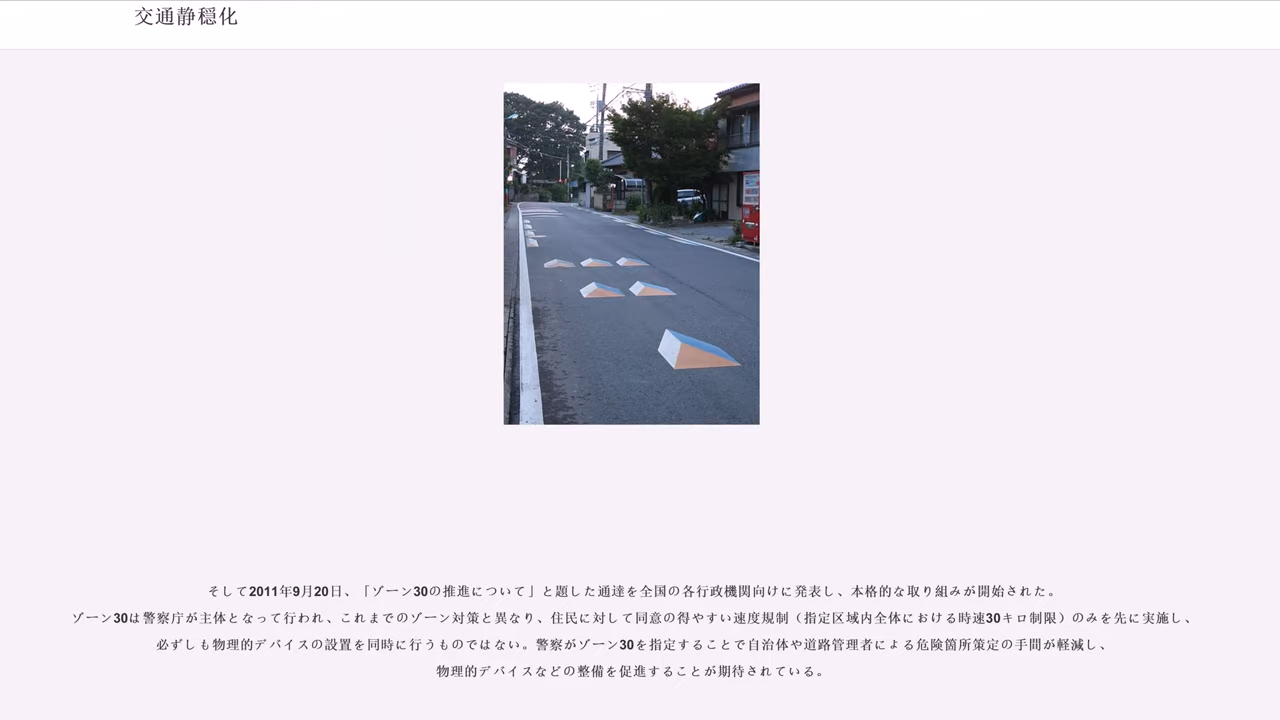 交通静穏化
そして2011年9月20日、「ゾーン30の推進について」と題した通達を全国の各行政機関向けに発表し、本格的な取り組みが開始された。
ゾーン30は警察庁が主体となって行われ、これまでのゾーン対策と異なり、住民に対して同意の得やすい速度規制（指定区域内全体における時速30キロ制限）のみを先に実施し、
必ずしも物理的デバイスの設置を同時に行うものではない。警察がゾーン30を指定することで自治体や道路管理者による危険箇所策定の手間が軽減し、
物理的デバイスなどの整備を促進することが期待されている。